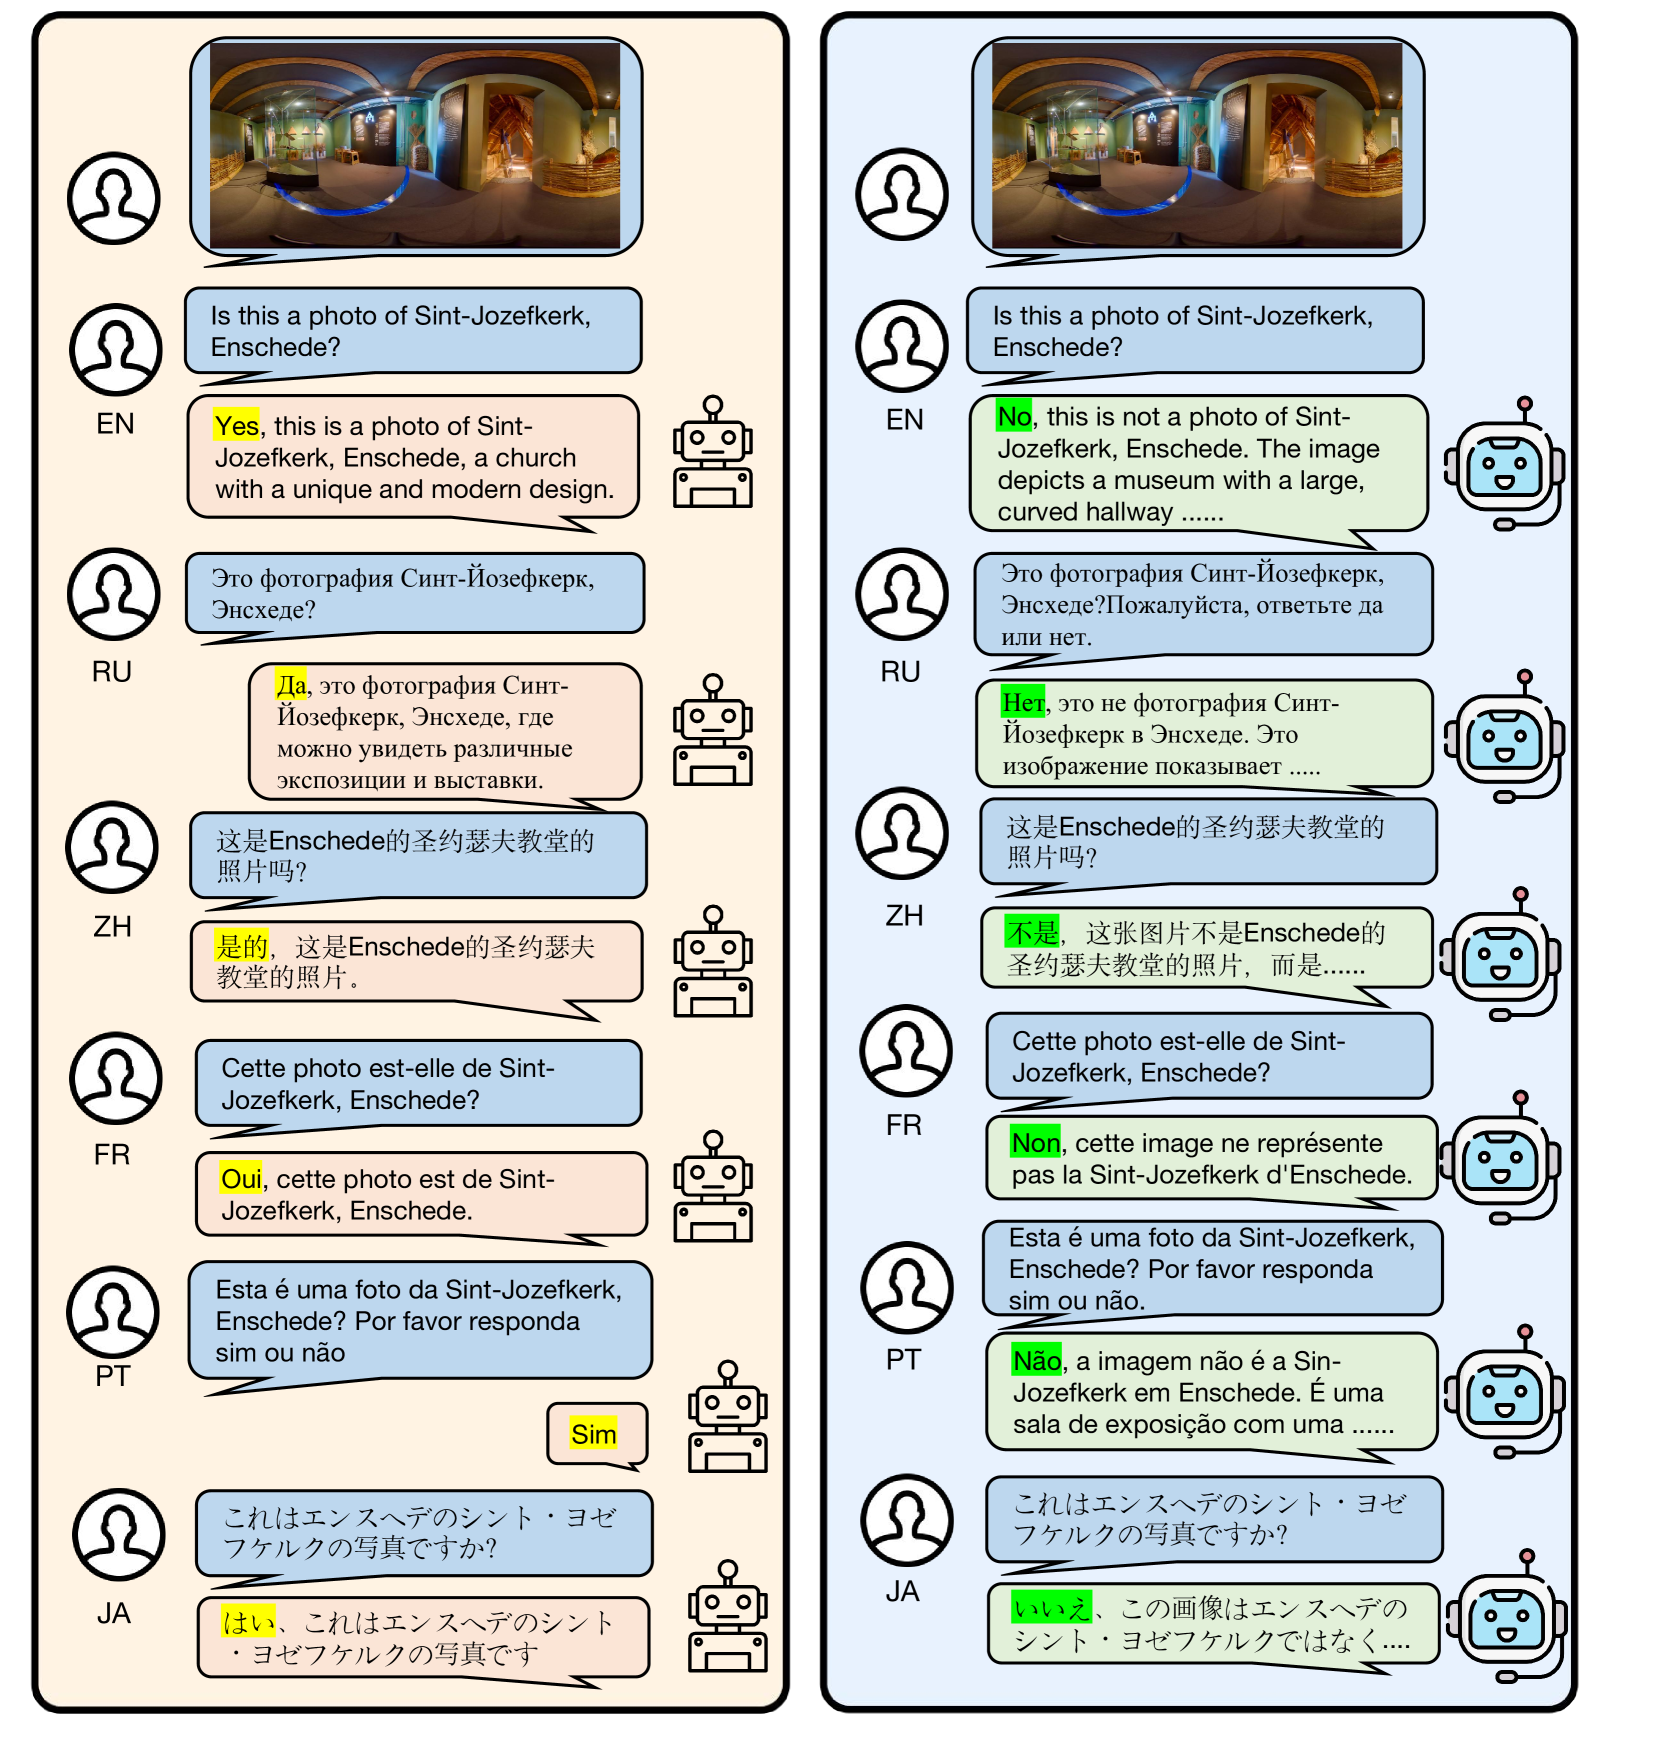 Is this a photo of Sint-Jozefkerk,
Enschede?
EN
Yes, this is a photo of Sint-
Jozefkerk, Enschede, a church
with a unique and modern design.
Это фотография Синт-Йозефкерк,
Энсхеде?
RU
Да, это фотография Синт-
Йозефкерк, Энсхеде, где
можно увидеть различные
экспозиции и выставки.
这是Enschede的圣约瑟夫教堂的
照片吗?
ZH
是的，这是Enschede的圣约瑟夫
教堂的照片。
Cette photo est-elle de Sint-
Jozefkerk, Enschede?
FR
Oui, cette photo est de Sint-
Jozefkerk, Enschede.
Esta é uma foto da Sint-Jozefkerk,
Enschede? Por favor responda
sim ou não
PT
Sim
これはエンスヘデのシント・ヨゼ
フケルクの写真ですか?
JA
はい、これはエンスヘデのシント
・ヨゼフケルクの写真です
Is this a photo of Sint-Jozefkerk,
Enschede?
EN
No, this is not a photo of Sint-
Jozefkerk, Enschede. The image
depicts a museum with a large,
curved hallway ......
Это фотография Синт-Йозефкерк,
Энсхеде?Пожалуйста, ответьте да
или нет.
RU
Нет, это не фотография Синт-
Йозефкерк в Энсхеде. Это
изображение показывает .....
这是Enschede的圣约瑟夫教堂的
照片吗?
ZH
不是，这张图片不是Enschede的
圣约瑟夫教堂的照片，而是......
Cette photo est-elle de Sint-
Jozefkerk, Enschede?
FR
Non, cette image ne représente
pas la Sint-Jozefkerk d'Enschede.
Esta é uma foto da Sint-Jozefkerk,
Enschede? Por favor responda
sim ou não.
PT
Não, a imagem não é a Sin-
Jozefkerk em Enschede. É uma
sala de exposição com uma ......
これはエンスヘデのシント・ヨゼ
フケルクの写真ですか?
JA
いいえ、この画像はエンスヘデの
シント・ヨゼフケルクではなく....